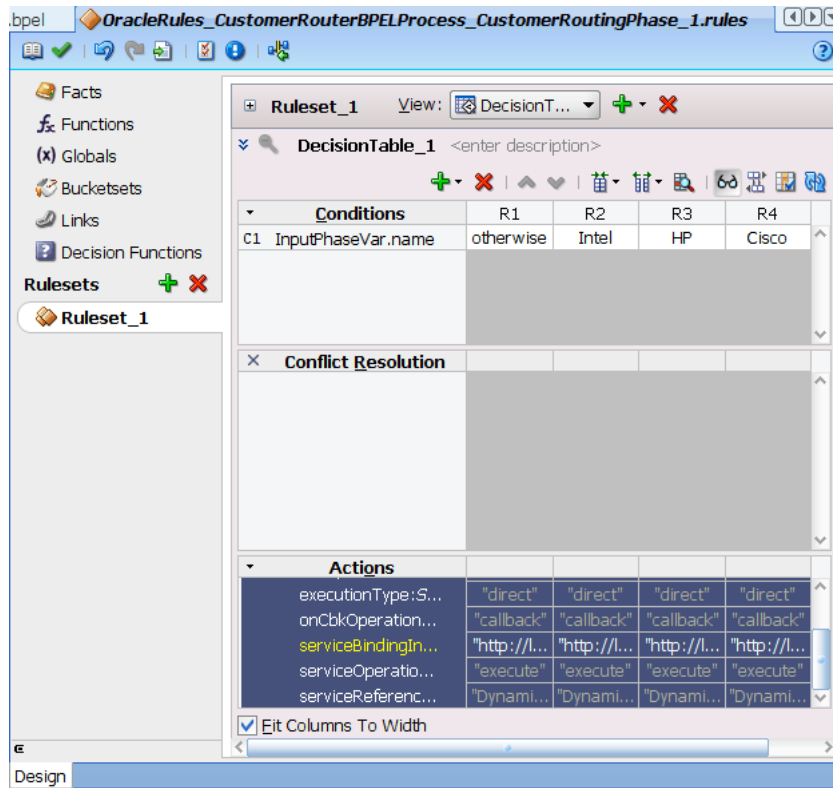 .bpel OracleRules_CustomerRouterBPELProcess_CustomerRoutingPhase_1.rules
Facts
fx Functions
(x) Globals
Bucketsets
Links
Decision Functions
Rulesets
Ruleset_1
Ruleset_1 View: DecisionT...
DecisionTable_1 <enter description>
Conditions R1 R2 R3 R4
C1 InputPhaseVar.name otherwise Intel HP Cisco
Conflict Resolution
Actions
executionType:S... "direct" "direct" "direct" "direct"
onCbkOperation... "callback" "callback" "callback" "callback"
serviceBindingIn... "http://l... "http://l... "http://l... "http://l...
serviceOperatio... "execute" "execute" "execute" "execute"
serviceReferenc... "Dynami... "Dynami... "Dynami... "Dynami...
Fit Columns To Width
Design